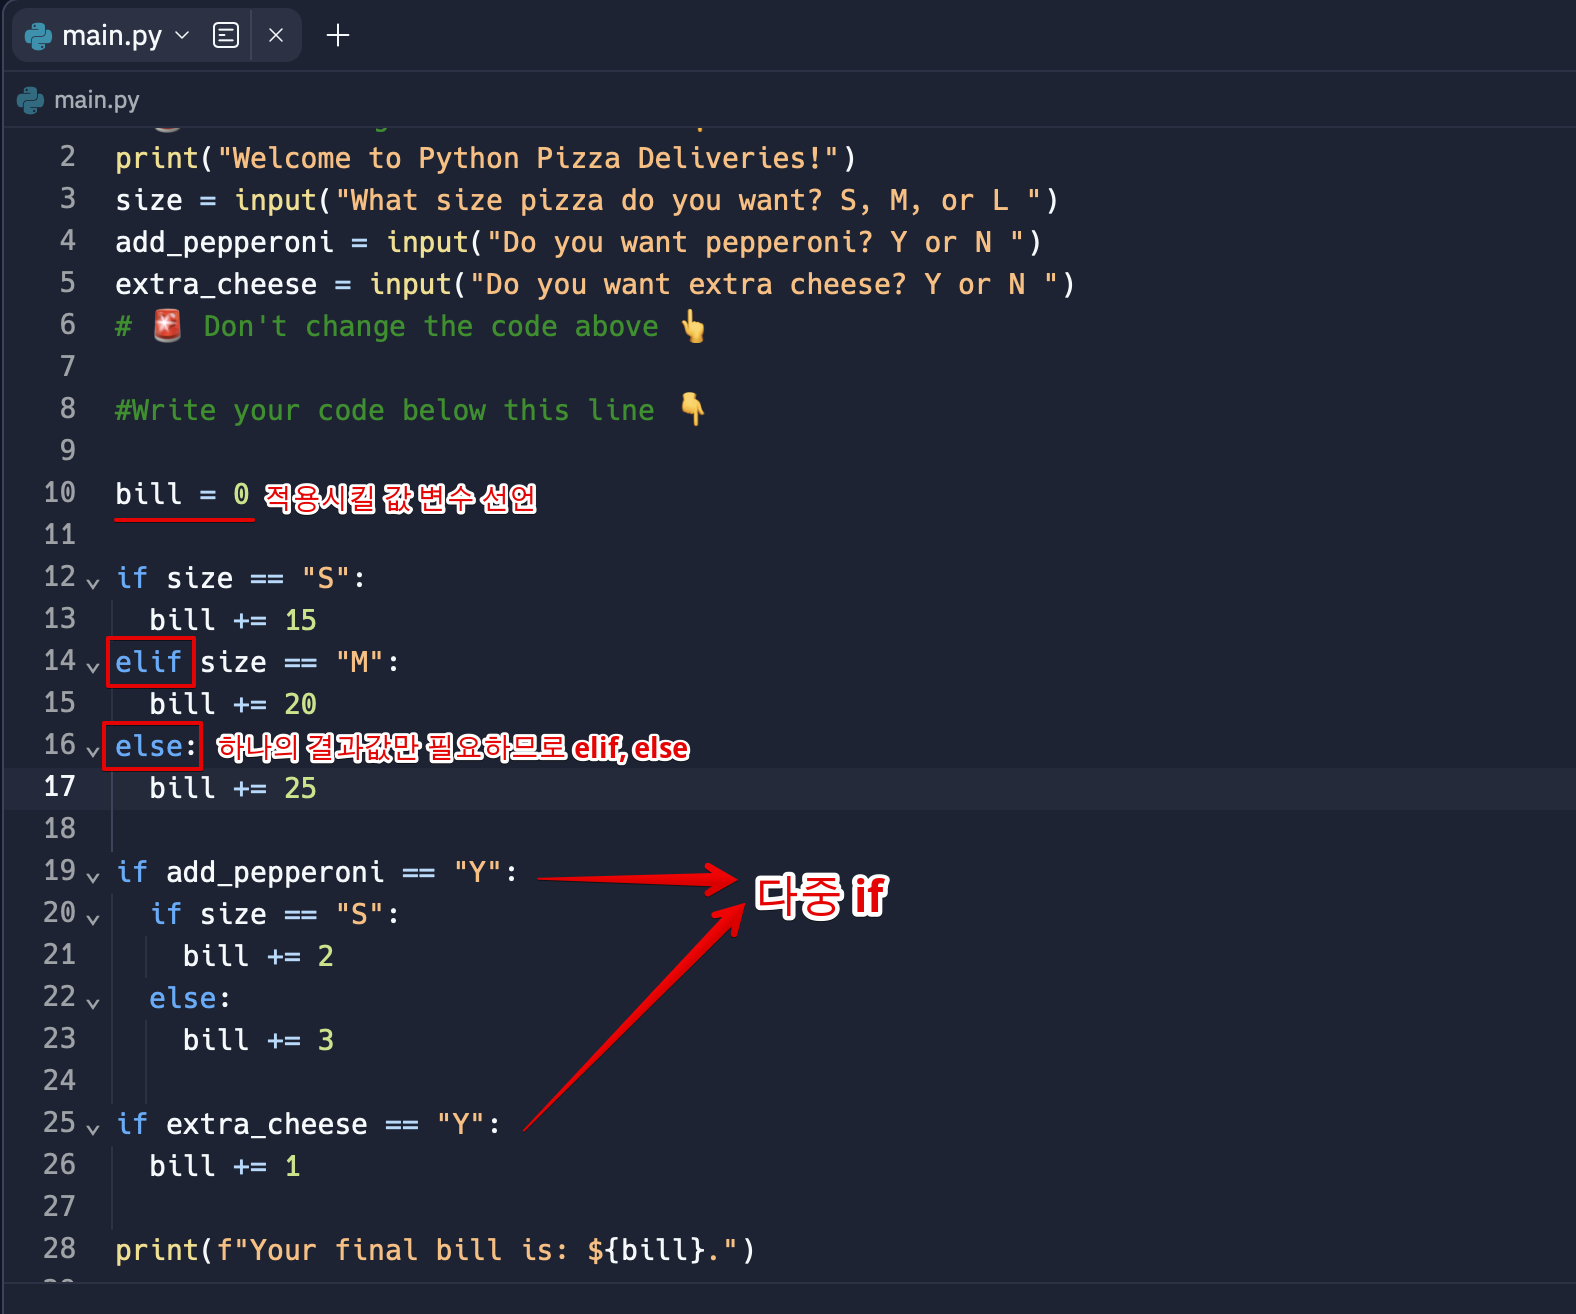 main.py
main.py
2 print("Welcome to Python Pizza Deliveries!")
3 size = input("What size pizza do you want? S, M, or L ")
4 add_pepperoni = input("Do you want pepperoni? Y or N ")
5 extra_cheese = input("Do you want extra cheese? Y or N ")
6 # 🚨 Don't change the code above 👆
7
8 #Write your code below this line 👇
9
10 bill = 0 적용시킬 값 변수 선언
11
12 if size == "S":
13 bill += 15
14 elif size == "M":
15 bill += 20
16 else: 하나의 결과값만 필요하므로 elif, else
17 bill += 25
18
19 if add_pepperoni == "Y":
다중 if
20 if size == "S":
21 bill += 2
22 else:
23 bill += 3
24
25 if extra_cheese == "Y":
26 bill += 1
27
28 print(f"Your final bill is: ${bill}.")